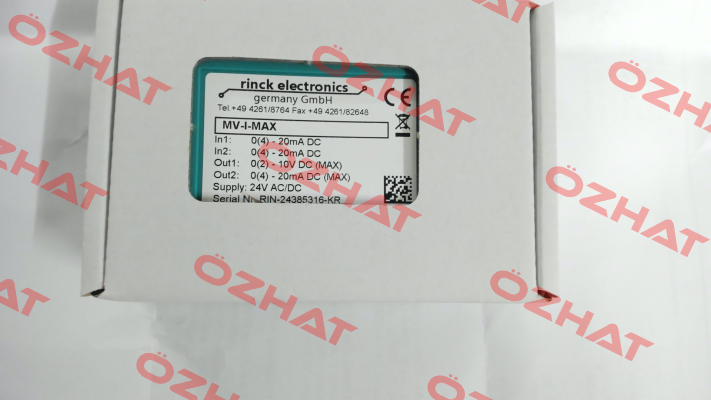 rinck electronics
germany GmbH
Tel.+49 4261/8764 Fax +49 4261/82648
MV-I-MAX
In1: 0(4) - 20mA DC
In2: 0(4) - 20mA DC
Out1: 0(2) - 10V DC (MAX)
Out2: 0(4) - 20mA DC (MAX)
Supply: 24V AC/DC
Serial Nr. RIN-24385316-KR
CE
ÖZHAT
ÖZHAT
ÖZHAT
ÖZHAT
ÖZHAT
ÖZHAT
ÖZHAT
ÖZHAT
ÖZHAT
ÖZHAT